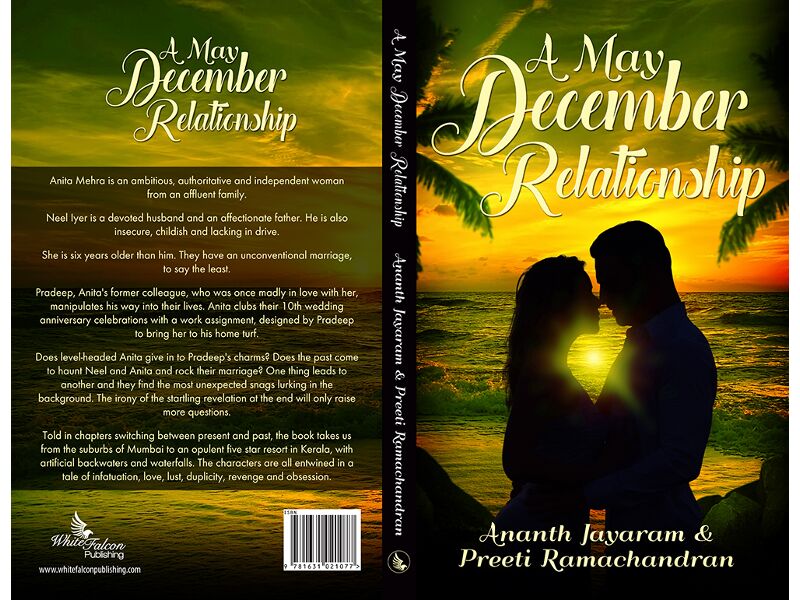 A May
December
Relationship
Anita Mehra is an ambitious, authoritative and independent woman
from an affluent family.
Neel Iyer is a devoted husband and an affectionate father. He is also
insecure, childish and lacking in drive.
She is six years older than him. They have an unconventional marriage,
to say the least.
Pradeep, Anita's former colleague, who was once madly in love with her,
manipulates his way into their lives. Anita clubs their 10th wedding
anniversary celebrations with a work assignment, designed by Pradeep
to bring her to his home turf.
Does level-headed Anita give in to Pradeep's charms? Does the past come
to haunt Neel and Anita and rock their marriage? One thing leads to
another and they find the most unexpected snags lurking in the
background. The irony of the startling revelation at the end will only raise
more questions.
Told in chapters switching between present and past, the book takes us
from the suburbs of Mumbai to an opulent five star resort in Kerala, with
artificial backwaters and waterfalls. The characters are all entwined in a
tale of infatuation, love, lust, duplicity, revenge and obsession.
White Falcon
Publishing
www.whitefalconpublishing.com
ISBN
9 781631 021077 >
A May December Relationship Ananth Jayaram & Preeti Ramachandran
A May
December
Relationship
Ananth Jayaram &
Preeti Ramachandran